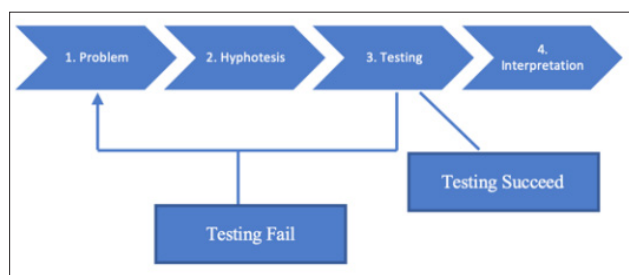 1. Problem
2. Hyphotesis
3. Testing
4.
Interpretation
Testing Succeed
Testing Fail